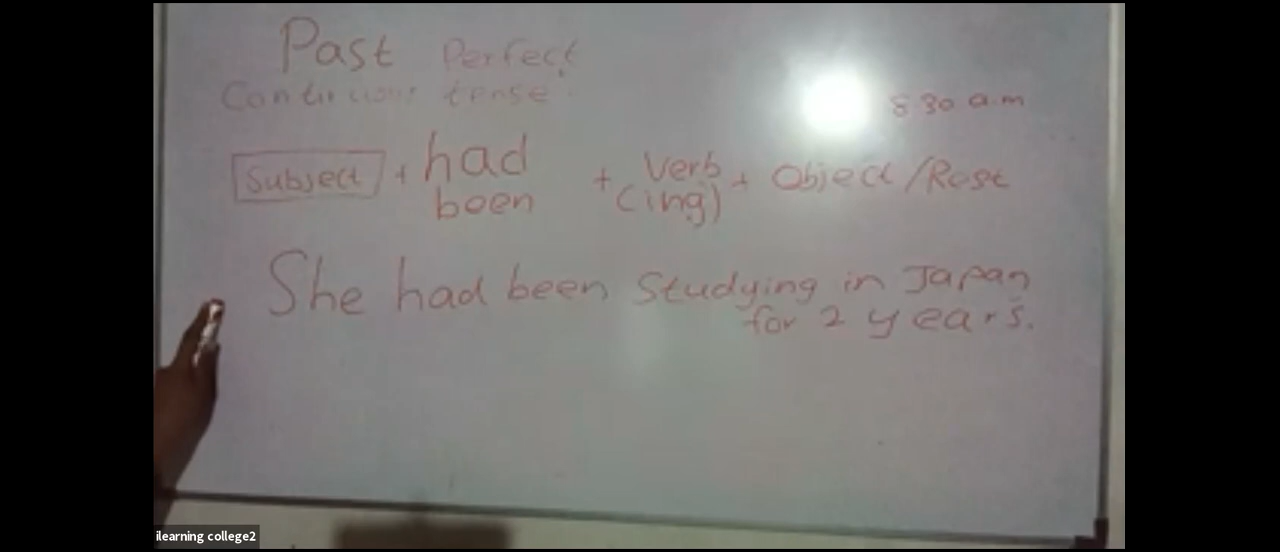 Past Perfect
Continuous tense.
8 30 a.m
Subject + had been + Verb (ing) + Object/Rest
She had been studying in Japan
for 2 years.
ilearning college2